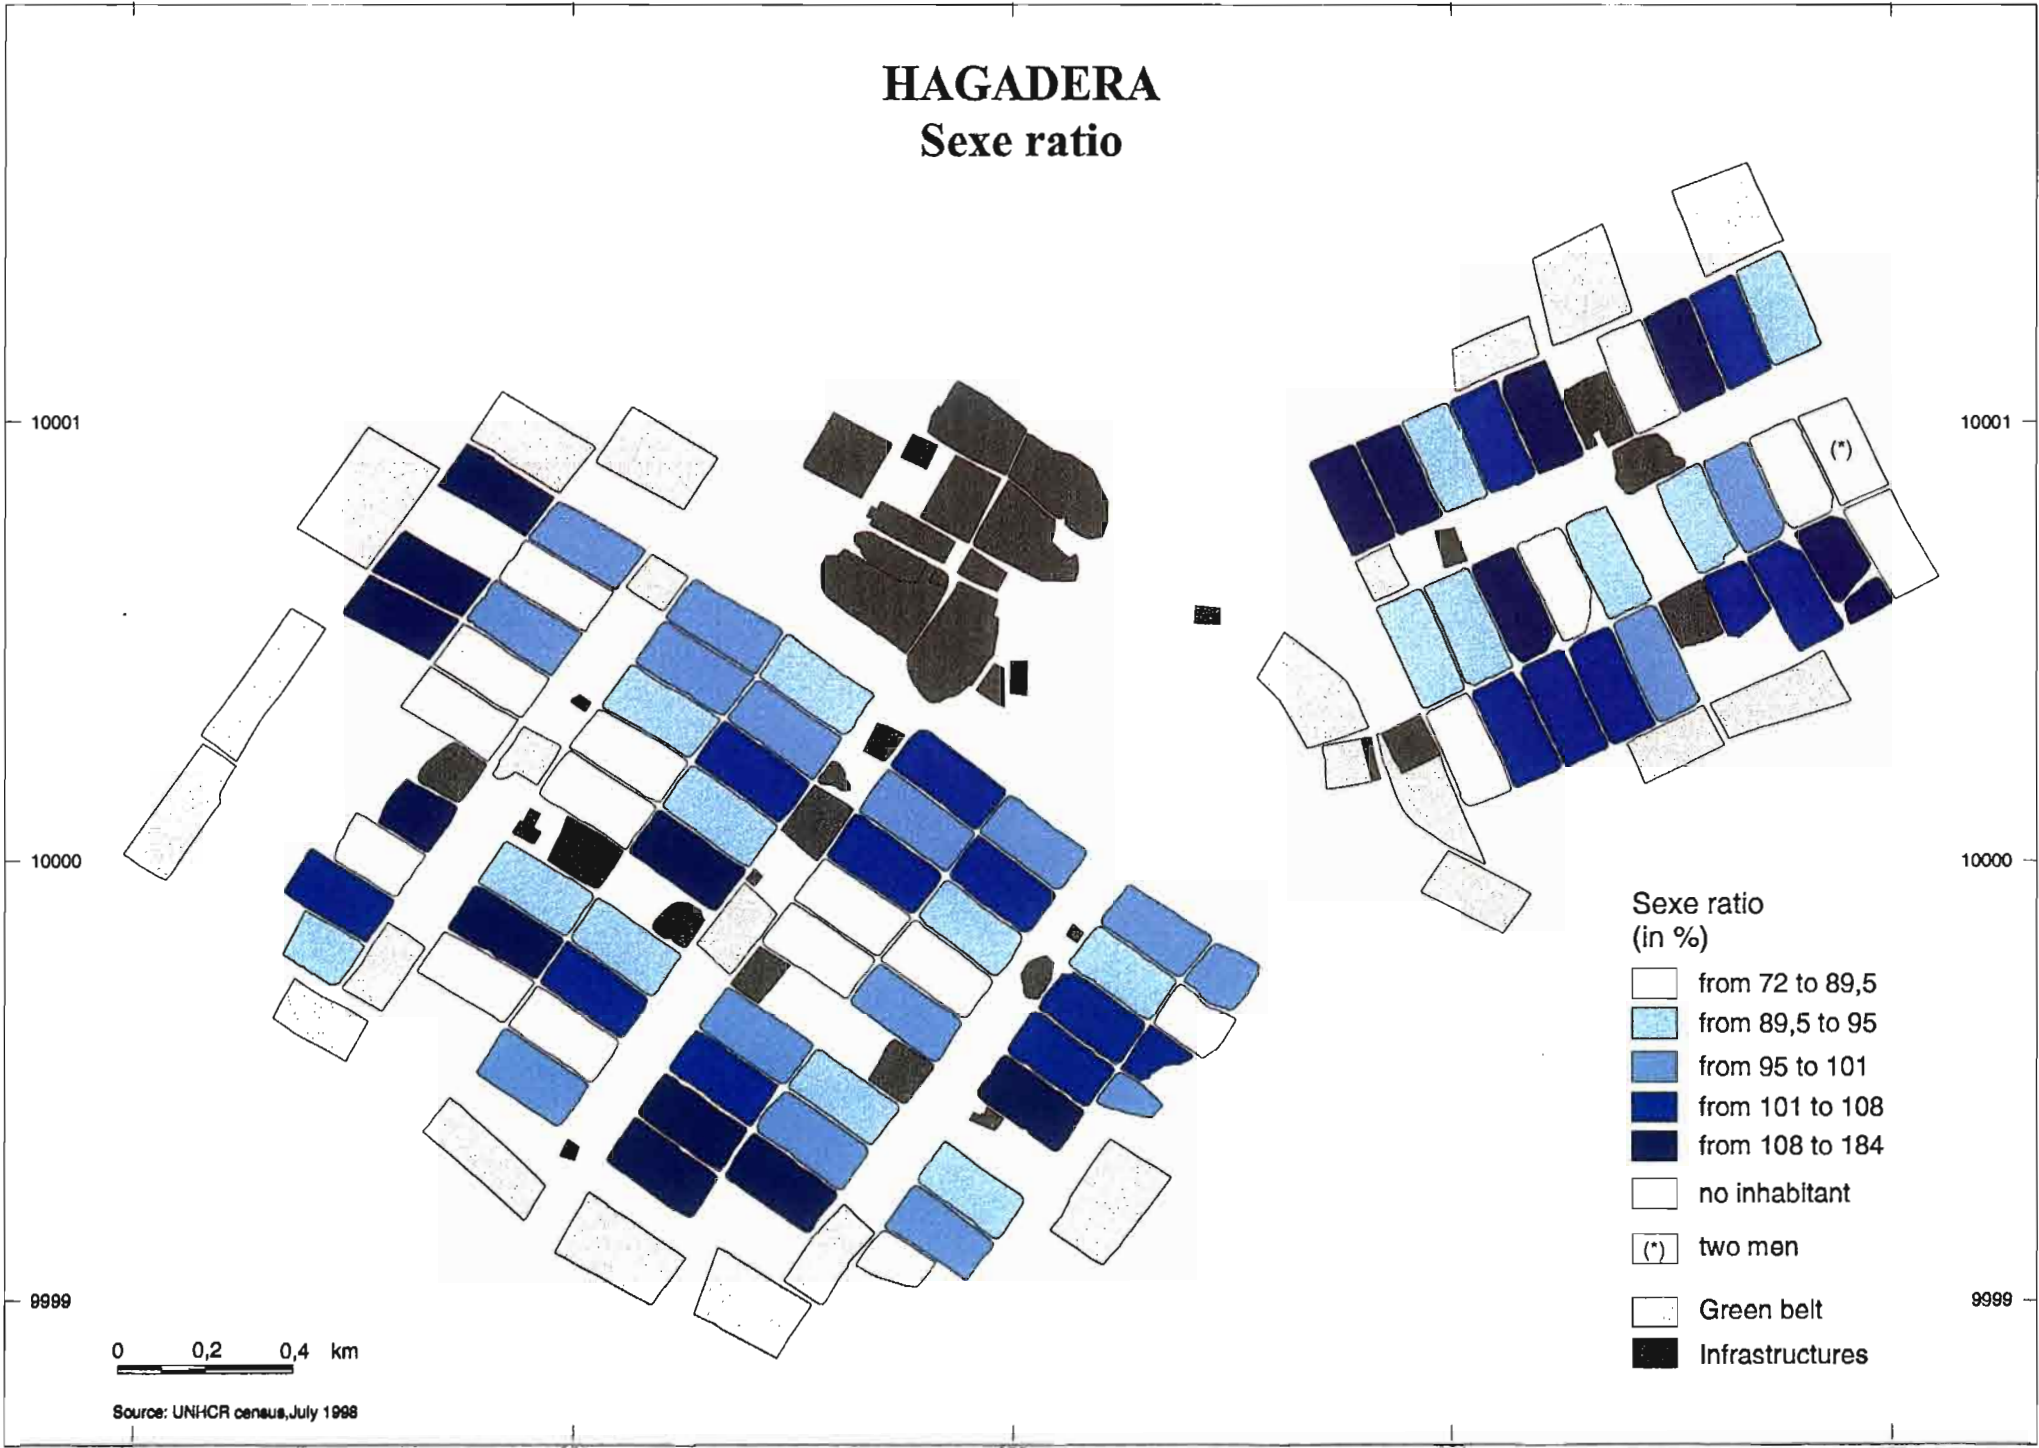 HAGADERA
Sexe ratio
10001
10001
(*)
10000
10000
Sexe ratio
(in %)
from 72 to 89,5
from 89,5 to 95
from 95 to 101
from 101 to 108
from 108 to 184
no inhabitant
(*) two men
Green belt
Infrastructures
9999
9999
0 0,2 0,4 km
Source: UNHCR census,July 1998